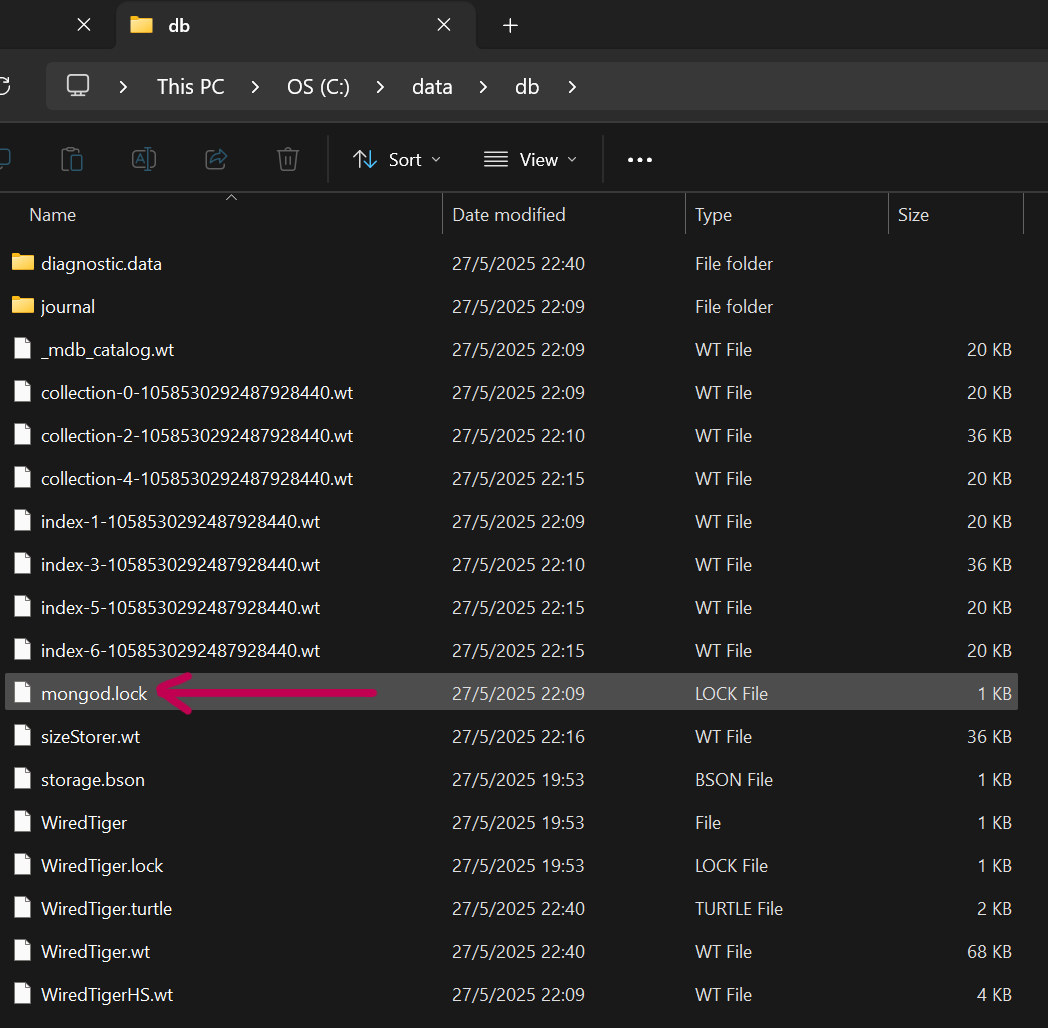 db
This PC OS (C:) data db
Sort View
Name Date modified Type Size
diagnostic.data 27/5/2025 22:40 File folder
journal 27/5/2025 22:09 File folder
_mdb_catalog.wt 27/5/2025 22:09 WT File 20 KB
collection-0-1058530292487928440.wt 27/5/2025 22:09 WT File 20 KB
collection-2-1058530292487928440.wt 27/5/2025 22:10 WT File 36 KB
collection-4-1058530292487928440.wt 27/5/2025 22:15 WT File 20 KB
index-1-1058530292487928440.wt 27/5/2025 22:09 WT File 20 KB
index-3-1058530292487928440.wt 27/5/2025 22:10 WT File 36 KB
index-5-1058530292487928440.wt 27/5/2025 22:15 WT File 20 KB
index-6-1058530292487928440.wt 27/5/2025 22:15 WT File 20 KB
mongod.lock 27/5/2025 22:09 LOCK File 1 KB
sizeStorer.wt 27/5/2025 22:16 WT File 36 KB
storage.bson 27/5/2025 19:53 BSON File 1 KB
WiredTiger 27/5/2025 19:53 File 1 KB
WiredTiger.lock 27/5/2025 19:53 LOCK File 1 KB
WiredTiger.turtle 27/5/2025 22:40 TURTLE File 2 KB
WiredTiger.wt 27/5/2025 22:40 WT File 68 KB
WiredTigerHS.wt 27/5/2025 22:09 WT File 4 KB